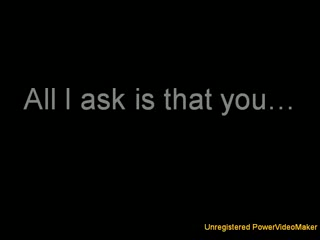 All I ask is that you...
Unregistered PowerVideoMaker